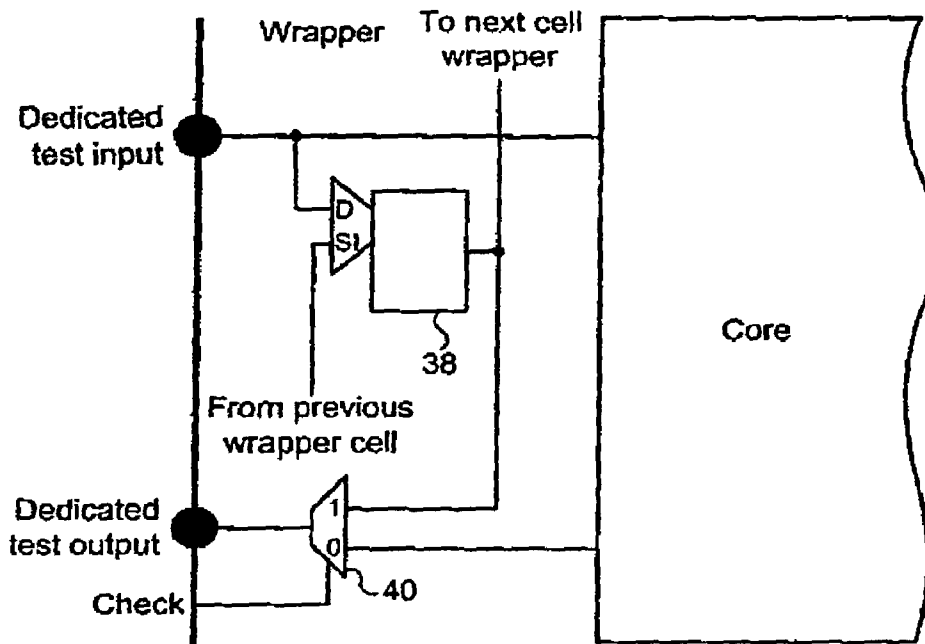 Wrapper
To next cell
wrapper
Dedicated
test input
D
SI
38
Core
From previous
wrapper cell
Dedicated
test output
1
0
40
Check